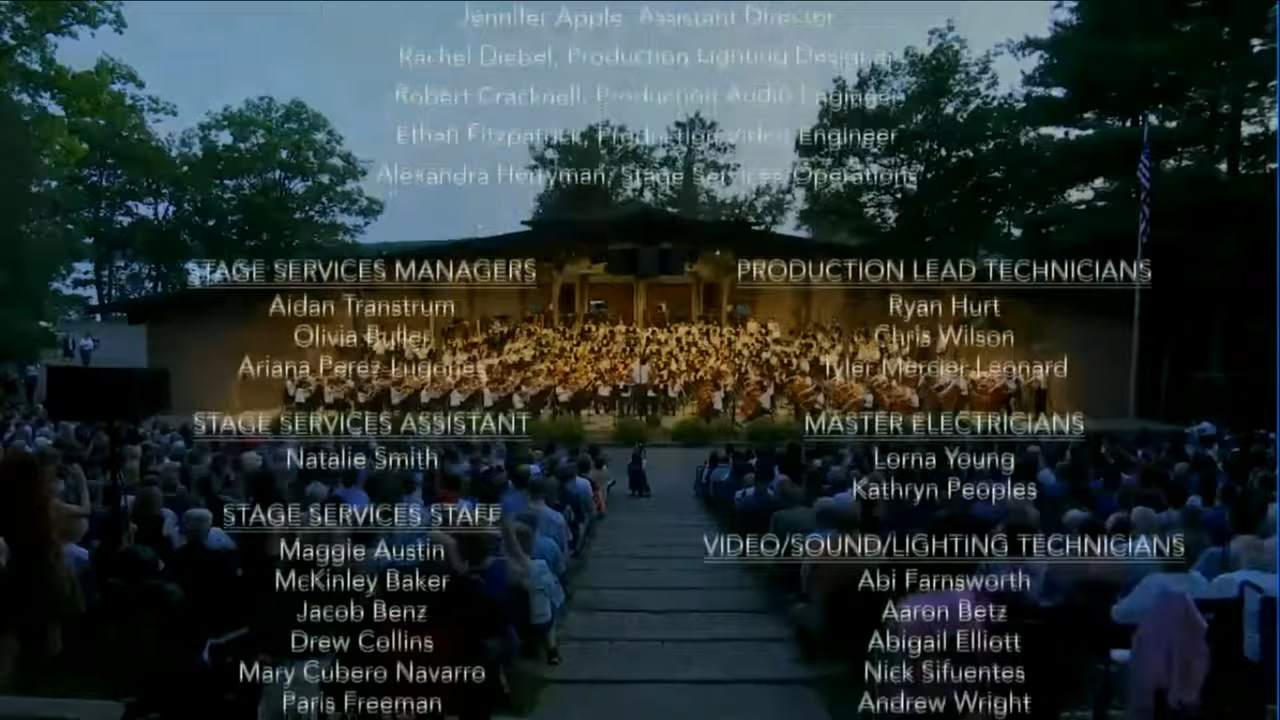 Jennifer Apple, Assistant Director
Rachel Diebel, Production Lighting Designer
Robert Cracknell, Production Audio Engineer
Ethan Fitzpatrick, Production Video Engineer
Alexandra Herryman, Stage Services/Operations
STAGE SERVICES MANAGERS
Aidan Transtrum
Olivia Butler
Ariana Perez-Lugones
STAGE SERVICES ASSISTANT
Natalie Smith
STAGE SERVICES STAFF
Maggie Austin
McKinley Baker
Jacob Benz
Drew Collins
Mary Cubero Navarro
Paris Freeman
PRODUCTION LEAD TECHNICIANS
Ryan Hurt
Chris Wilson
Tyler Mercier Leonard
MASTER ELECTRICIANS
Lorna Young
Kathryn Peoples
VIDEO/SOUND/LIGHTING TECHNICIANS
Abi Farnsworth
Aaron Betz
Abigail Elliott
Nick Sifuentes
Andrew Wright